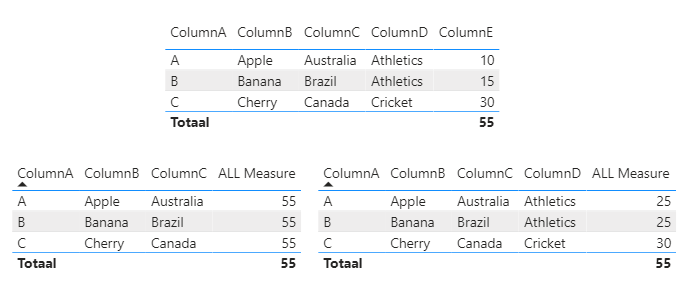 ColumnA ColumnB ColumnC ColumnD ColumnE
A Apple Australia Athletics 10
B Banana Brazil Athletics 15
C Cherry Canada Cricket 30
Totaal 55
ColumnA ColumnB ColumnC ALL Measure
A Apple Australia 55
B Banana Brazil 55
C Cherry Canada 55
Totaal 55
ColumnA ColumnB ColumnC ColumnD ALL Measure
A Apple Australia Athletics 25
B Banana Brazil Athletics 25
C Cherry Canada Cricket 30
Totaal 55